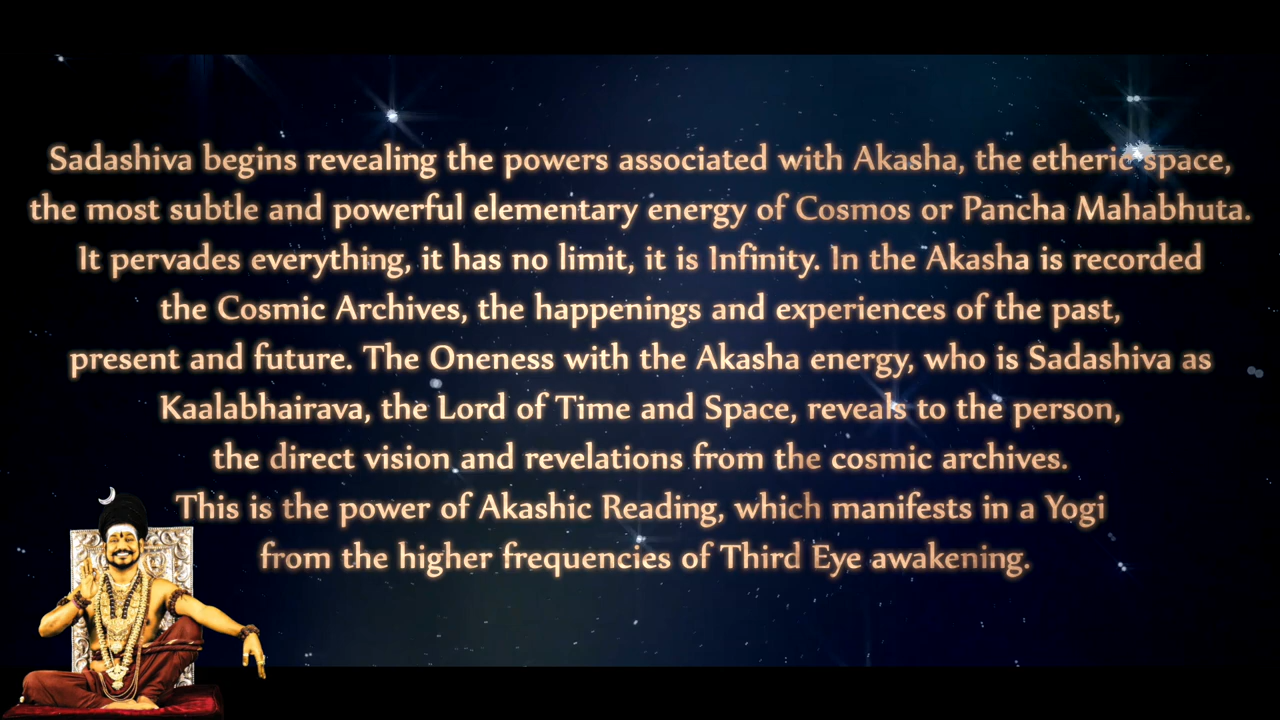 Sadashiva begins revealing the powers associated with Akasha, the etheric space,
the most subtle and powerful elementary energy of Cosmos or Pancha Mahabhuta.
It pervades everything, it has no limit, it is Infinity. In the Akasha is recorded
the Cosmic Archives, the happenings and experiences of the past,
present and future. The Oneness with the Akasha energy, who is Sadashiva as
Kaalabhairava, the Lord of Time and Space, reveals to the person,
the direct vision and revelations from the cosmic archives.
This is the power of Akashic Reading, which manifests in a Yogi
from the higher frequencies of Third Eye awakening.